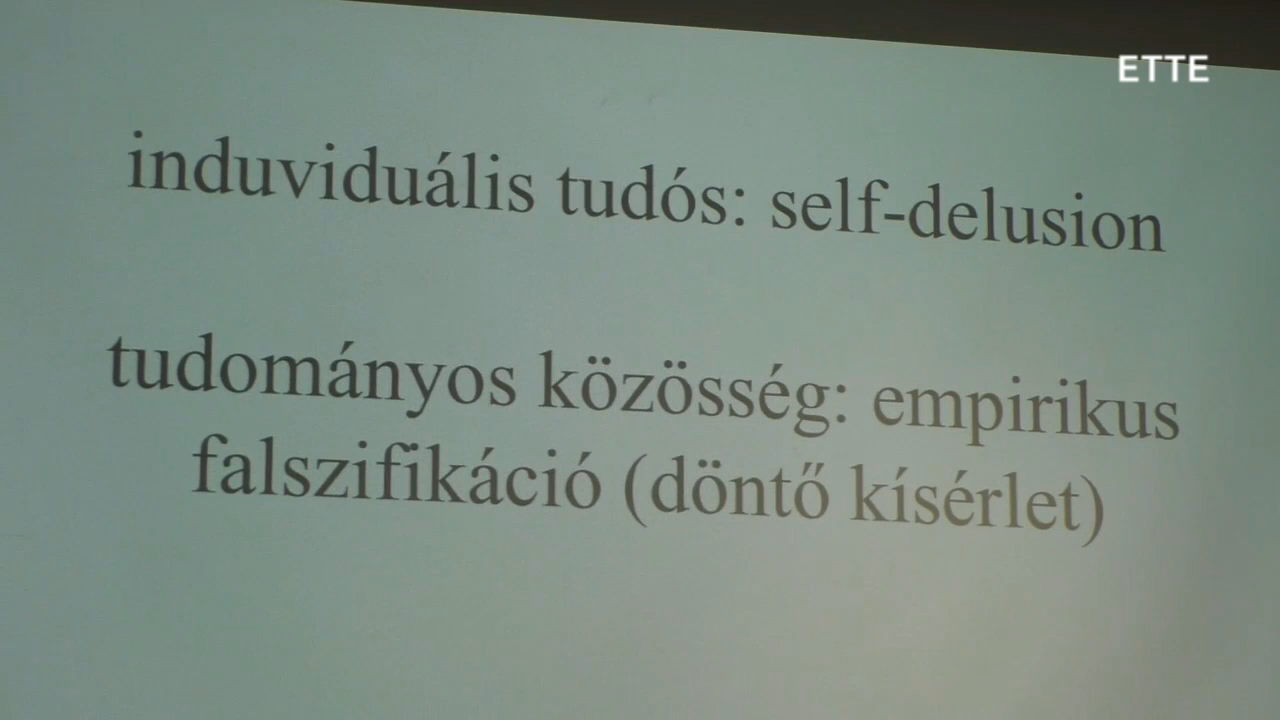 ETTE
induviduális tudós: self-delusion
tudományos közösség: empirikus
falszifikáció (döntő kísérlet)